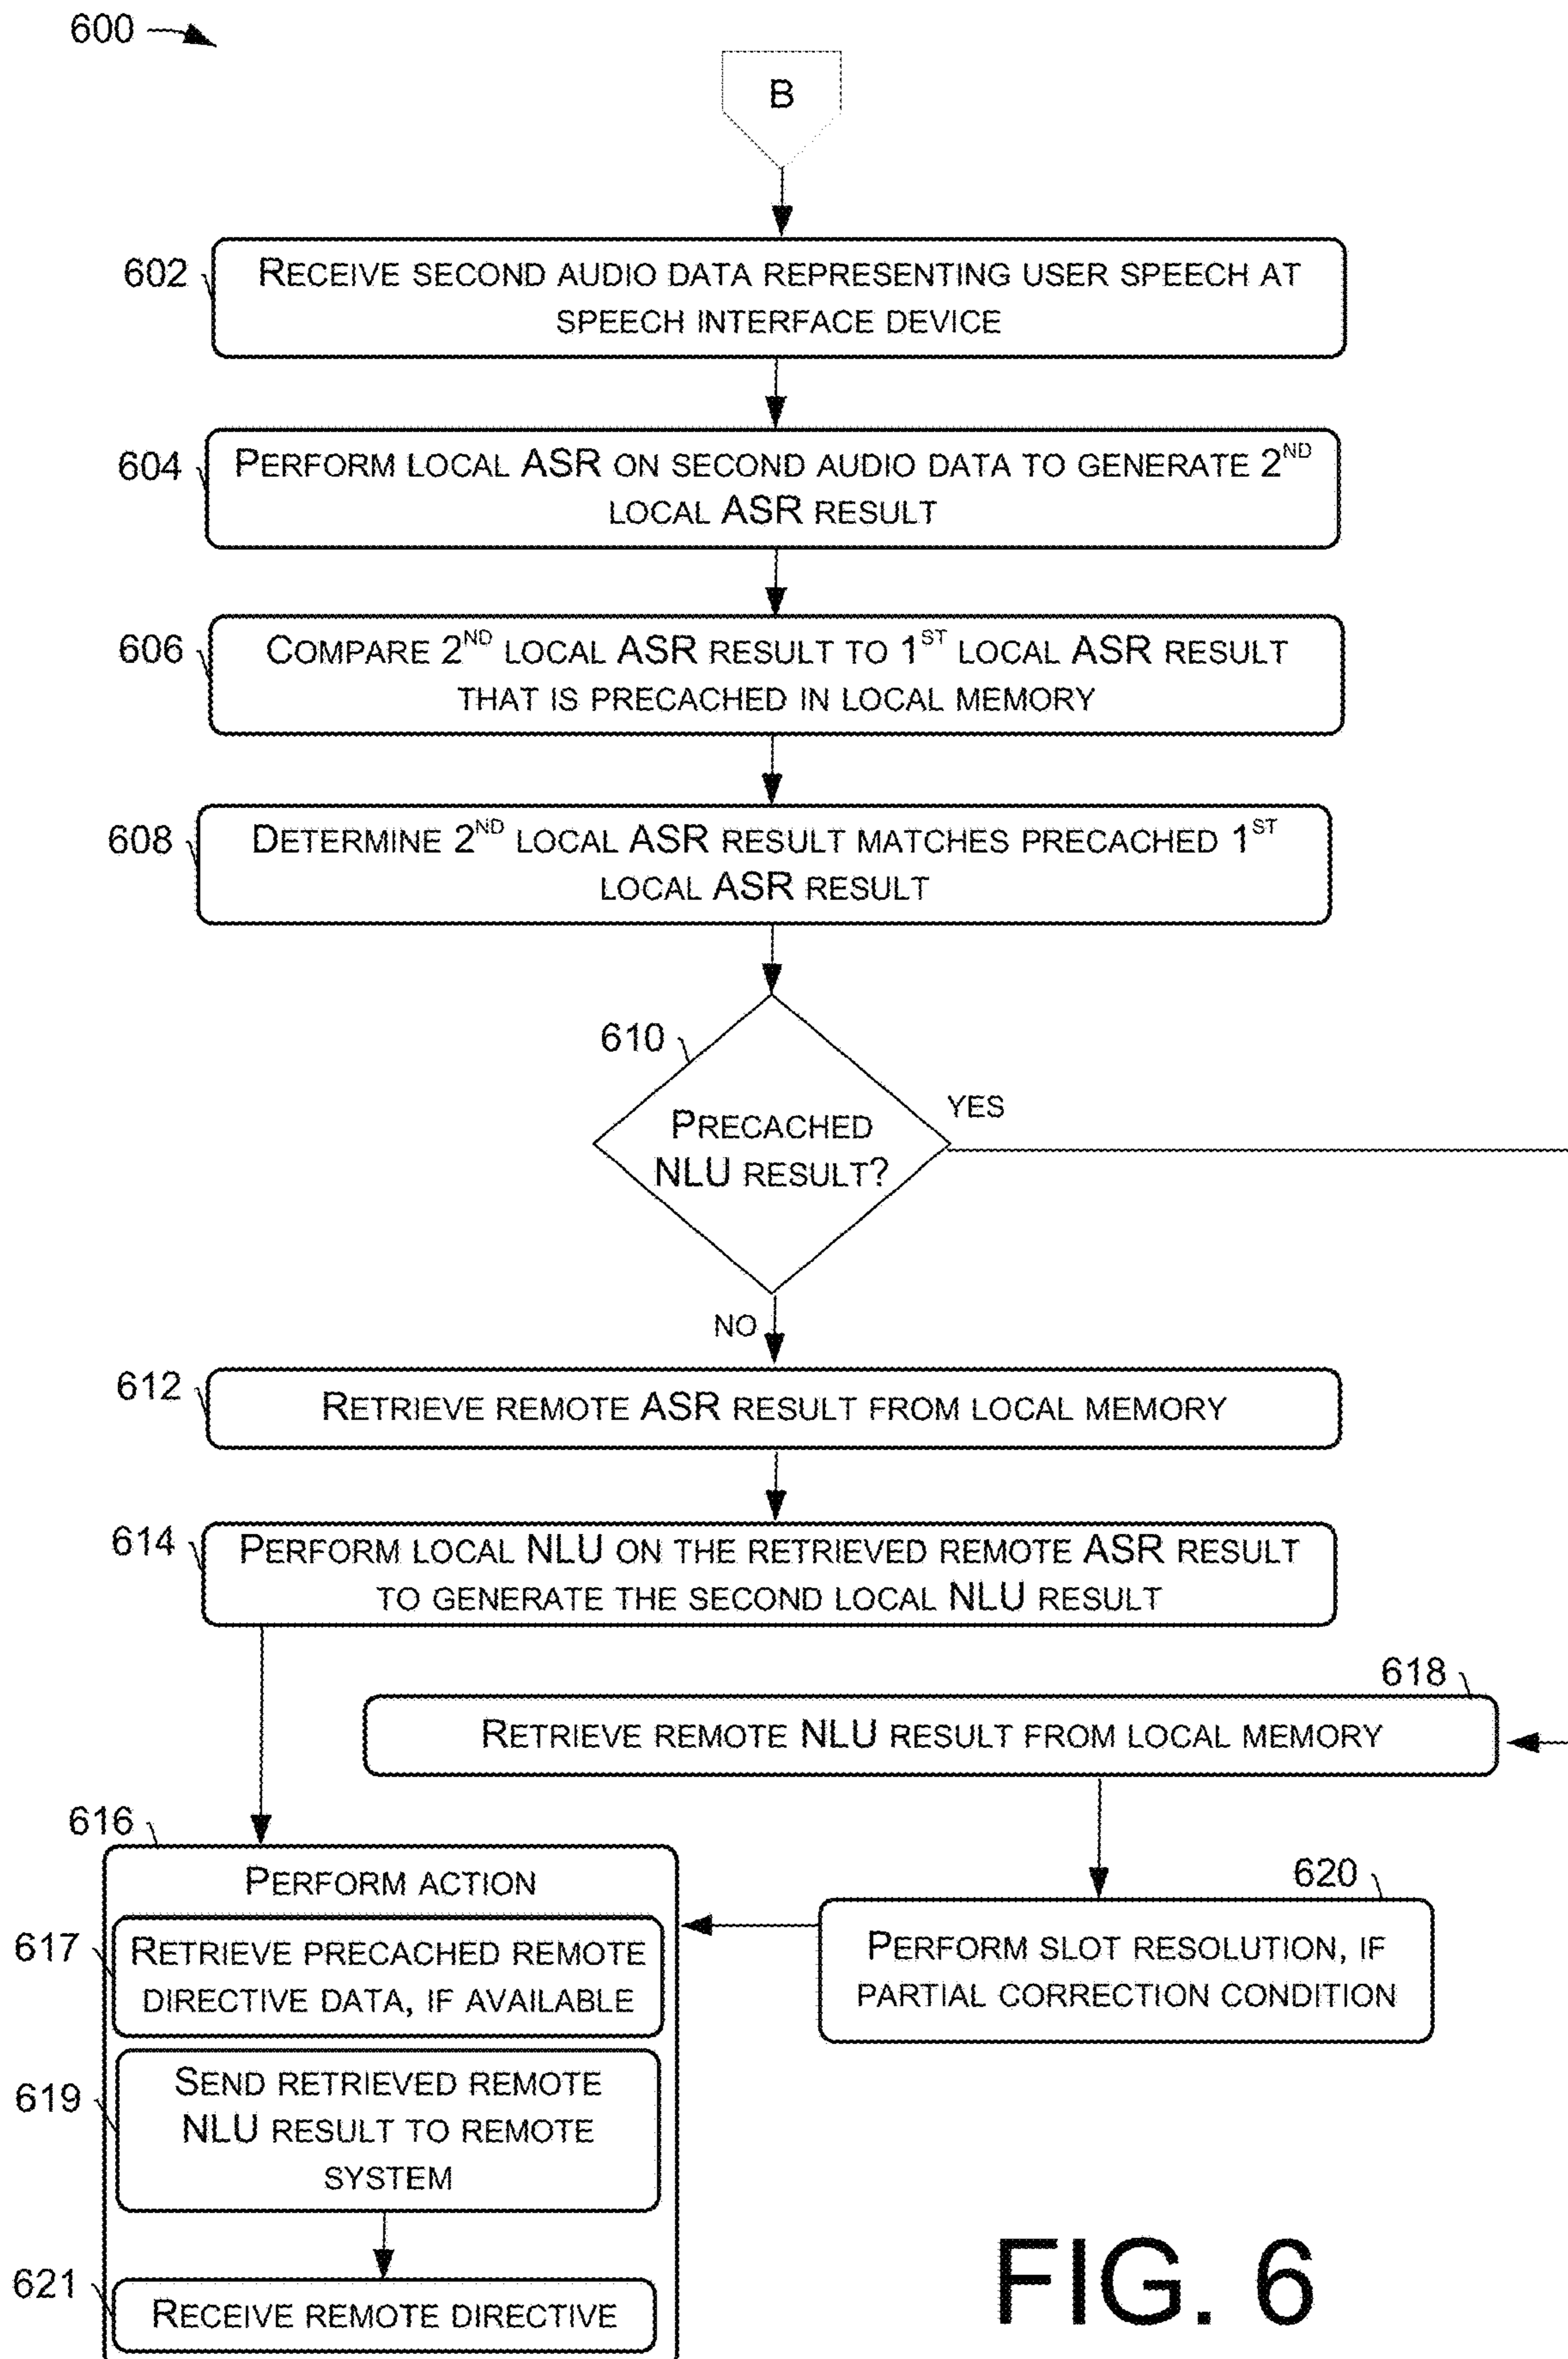 600
B
602
RECEIVE SECOND AUDIO DATA REPRESENTING USER SPEECH AT
SPEECH INTERFACE DEVICE
604
PERFORM LOCAL ASR ON SECOND AUDIO DATA TO GENERATE 2ND
LOCAL ASR RESULT
606
COMPARE 2ND LOCAL ASR RESULT TO 1ST LOCAL ASR RESULT
THAT IS PRECACHED IN LOCAL MEMORY
608
DETERMINE 2ND LOCAL ASR RESULT MATCHES PRECACHED 1ST
LOCAL ASR RESULT
610
PRECACHED
NLU RESULT?
YES
NO
612
RETRIEVE REMOTE ASR RESULT FROM LOCAL MEMORY
614
PERFORM LOCAL NLU ON THE RETRIEVED REMOTE ASR RESULT
TO GENERATE THE SECOND LOCAL NLU RESULT
618
RETRIEVE REMOTE NLU RESULT FROM LOCAL MEMORY
616
PERFORM ACTION
617
RETRIEVE PRECACHED REMOTE
DIRECTIVE DATA, IF AVAILABLE
620
PERFORM SLOT RESOLUTION, IF
PARTIAL CORRECTION CONDITION
619
SEND RETRIEVED REMOTE
NLU RESULT TO REMOTE
SYSTEM
621
RECEIVE REMOTE DIRECTIVE
FIG. 6